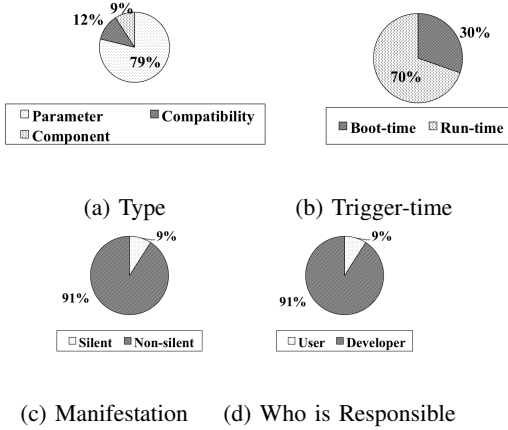 9%
12%
79%
Parameter Compatibility
Component
(a) Type
30%
70%
Boot-time Run-time
(b) Trigger-time
9%
91%
Silent Non-silent
(c) Manifestation
9%
91%
User Developer
(d) Who is Responsible